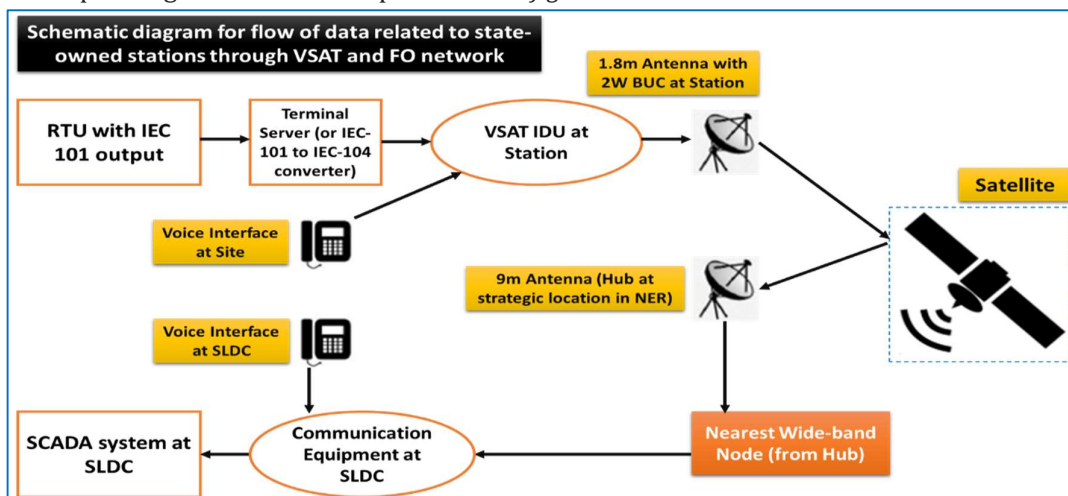 Schematic diagram for flow of data related to state-
owned stations through VSAT and FO network
1.8m Antenna with
2W BUC at Station
RTU with IEC
101 output
Terminal
Server (or IEC-
101 to IEC-104
converter)
VSAT IDU at
Station
Satellite
Voice Interface
at Site
9m Antenna (Hub at
strategic location in NER)
Voice Interface
at SLDC
SCADA system at
SLDC
Communication
Equipment at
SLDC
Nearest Wide-band
Node (from Hub)